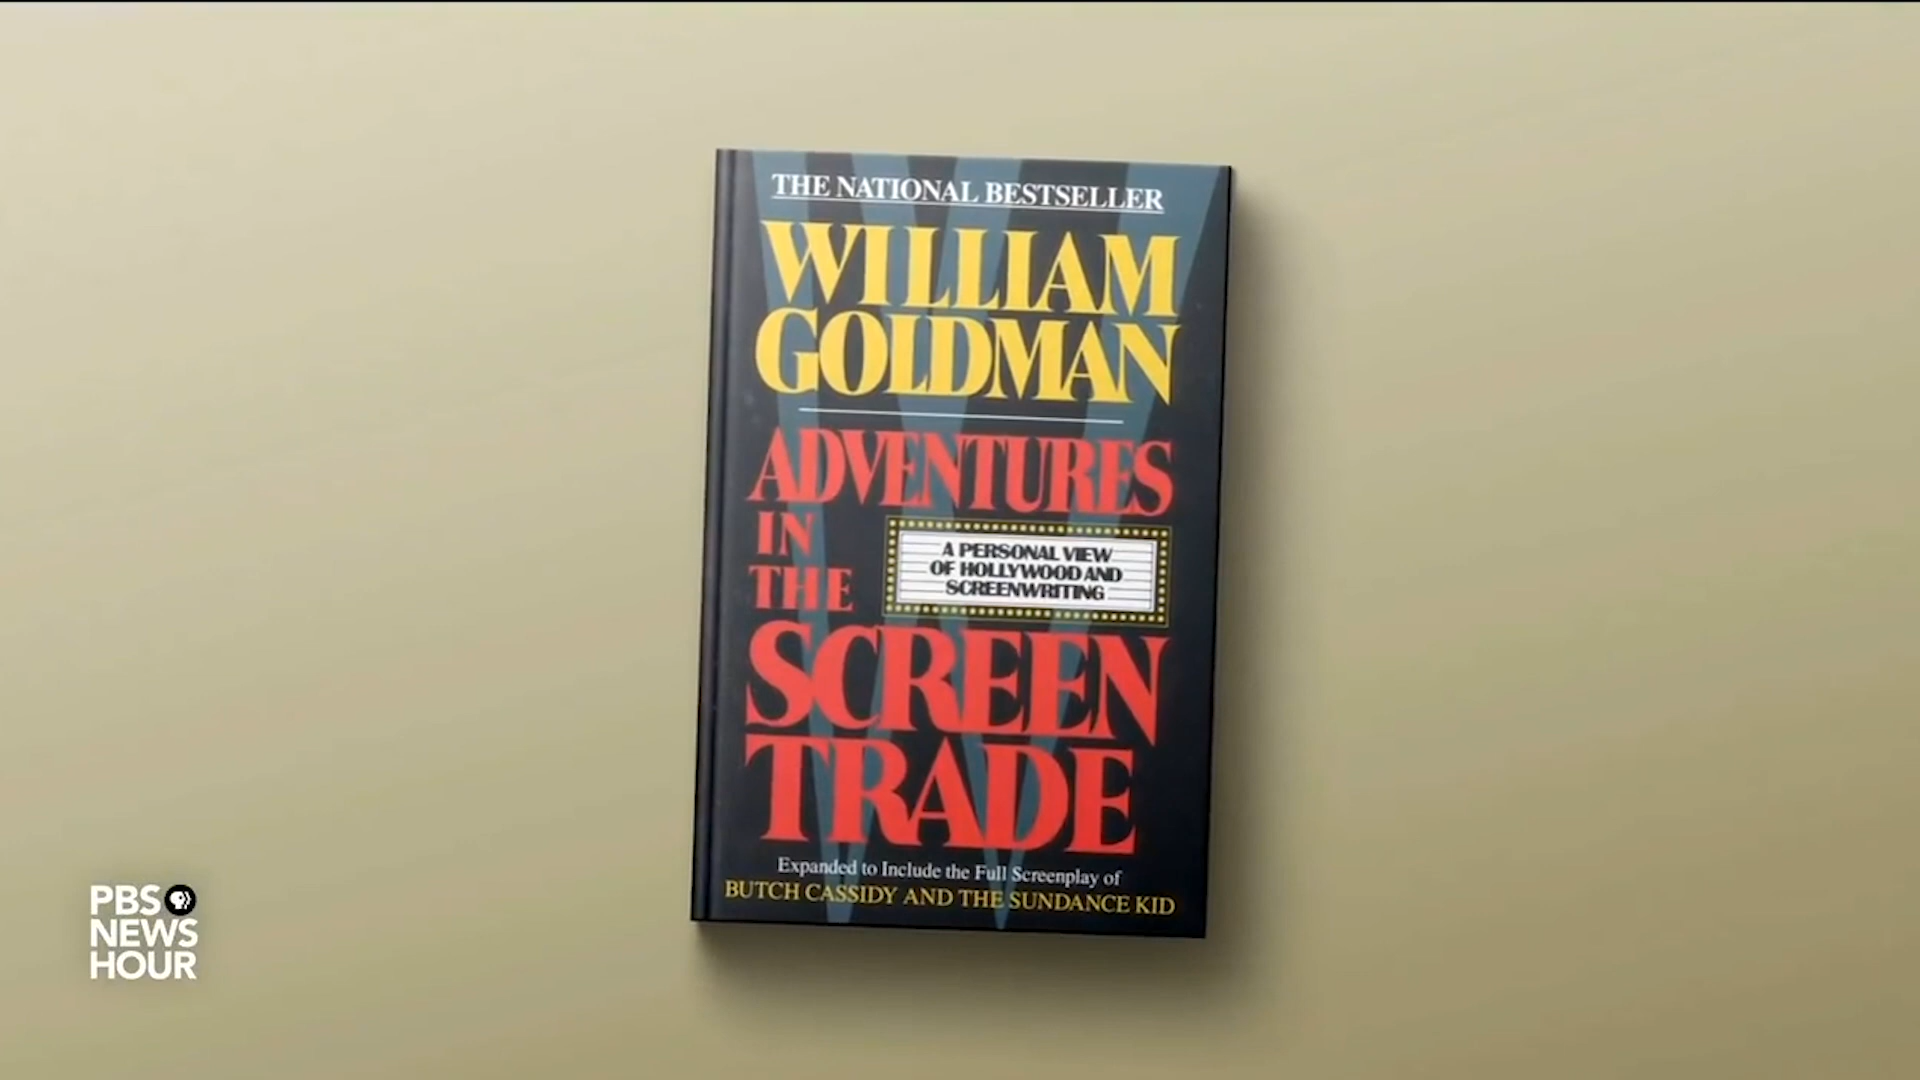 THE NATIONAL BESTSELLER
WILLIAM
GOLDMAN
ADVENTURES
IN
THE
A PERSONAL VIEW
OF HOLLYWOOD AND
SCREENWRITING
SCREEN
TRADE
Expanded to Include the Full Screenplay of
BUTCH CASSIDY AND THE SUNDANCE KID
PBS
NEWS
HOUR